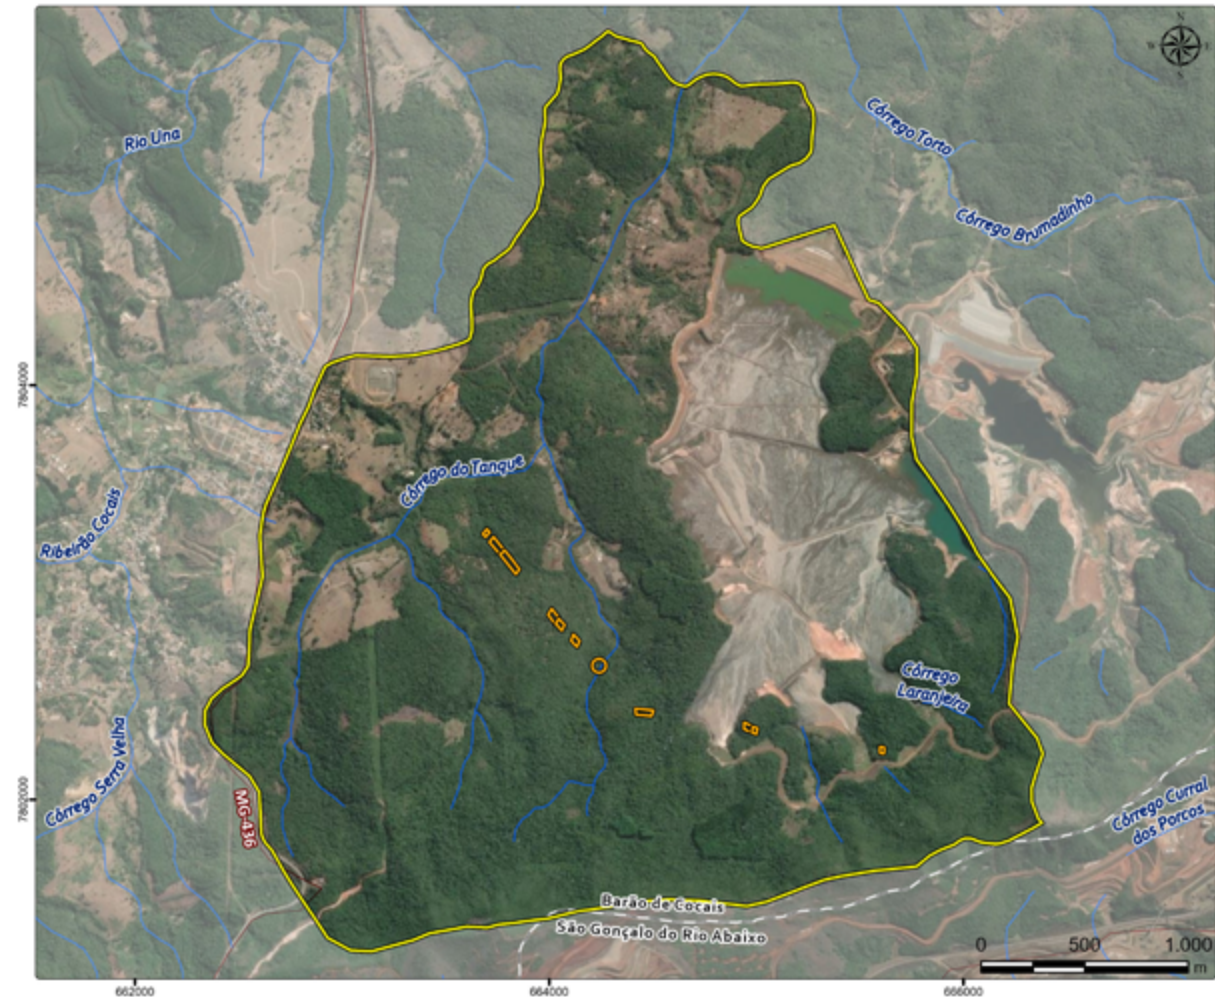 N
W E
S
Rio Una
Córrego Torto
Córrego Brumadinho
7804000
Córrego do Tanque
Ribeirão Cocais
Córrego
Laranjeira
Córrego Serra Velha
7802000
MG-436
Córrego Curral
dos Porcos
Barão de Cocais
São Gonçalo do Rio Abaixo
0 500 1.000
m
662000 664000 666000